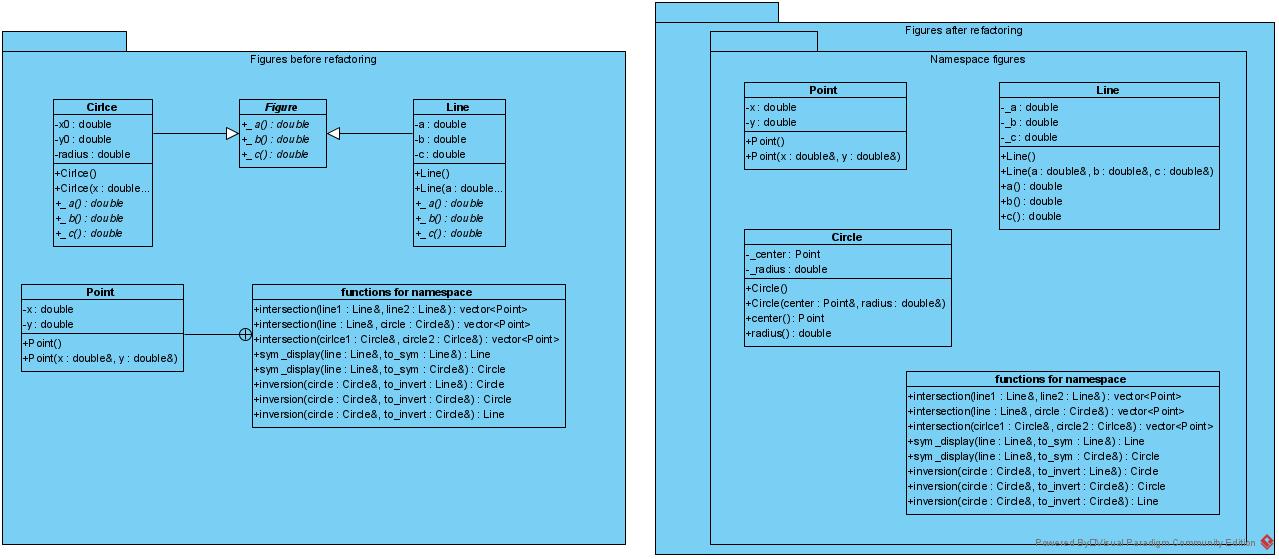 Figures before refactoring
Cirlce
-x0 : double
-y0 : double
-radius : double
+Cirlce()
+Cirlce(x : double...
+_ a() : double
+_ b() : double
+_ c() : double
Figure
+_ a() : double
+_ b() : double
+_ c() : double
Line
-a : double
-b : double
-c : double
+Line()
+Line(a : double...
+_ a() : double
+_ b() : double
+_ c() : double
Point
-x : double
-y : double
+Point()
+Point(x : double&, y : double&)
functions for namespace
+intersection(line1 : Line&, line2 : Line&) : vector<Point>
+intersection(line : Line&, circle : Circle&) : vector<Point>
+intersection(cirlce1 : Circle&, circle2 : Cirlce&) : vector<Point>
+sym_display(line : Line&, to_sym : Line&) : Line
+sym_display(line : Line&, to_sym : Circle&) : Circle
+inversion(circle : Circle&, to_invert : Line&) : Circle
+inversion(circle : Circle&, to_invert : Circle&) : Circle
+inversion(circle : Circle&, to_invert : Circle&) : Line
Figures after refactoring
Namespace figures
Point
-x : double
-y : double
+Point()
+Point(x : double&, y : double&)
Line
-_a : double
-_b : double
-_c : double
+Line()
+Line(a : double&, b : double&, c : double&)
+a() : double
+b() : double
+c() : double
Circle
-_center : Point
-_radius : double
+Circle()
+Circle(center : Point&, radius : double&)
+center() : Point
+radius() : double
functions for namespace
+intersection(line1 : Line&, line2 : Line&) : vector<Point>
+intersection(line : Line&, circle : Circle&) : vector<Point>
+intersection(cirlce1 : Circle&, circle2 : Cirlce&) : vector<Point>
+sym_display(line : Line&, to_sym : Line&) : Line
+sym_display(line : Line&, to_sym : Circle&) : Circle
+inversion(circle : Circle&, to_invert : Line&) : Circle
+inversion(circle : Circle&, to_invert : Circle&) : Circle
+inversion(circle : Circle&, to_invert : Circle&) : Line
Powered By Visual Paradigm Community Edition